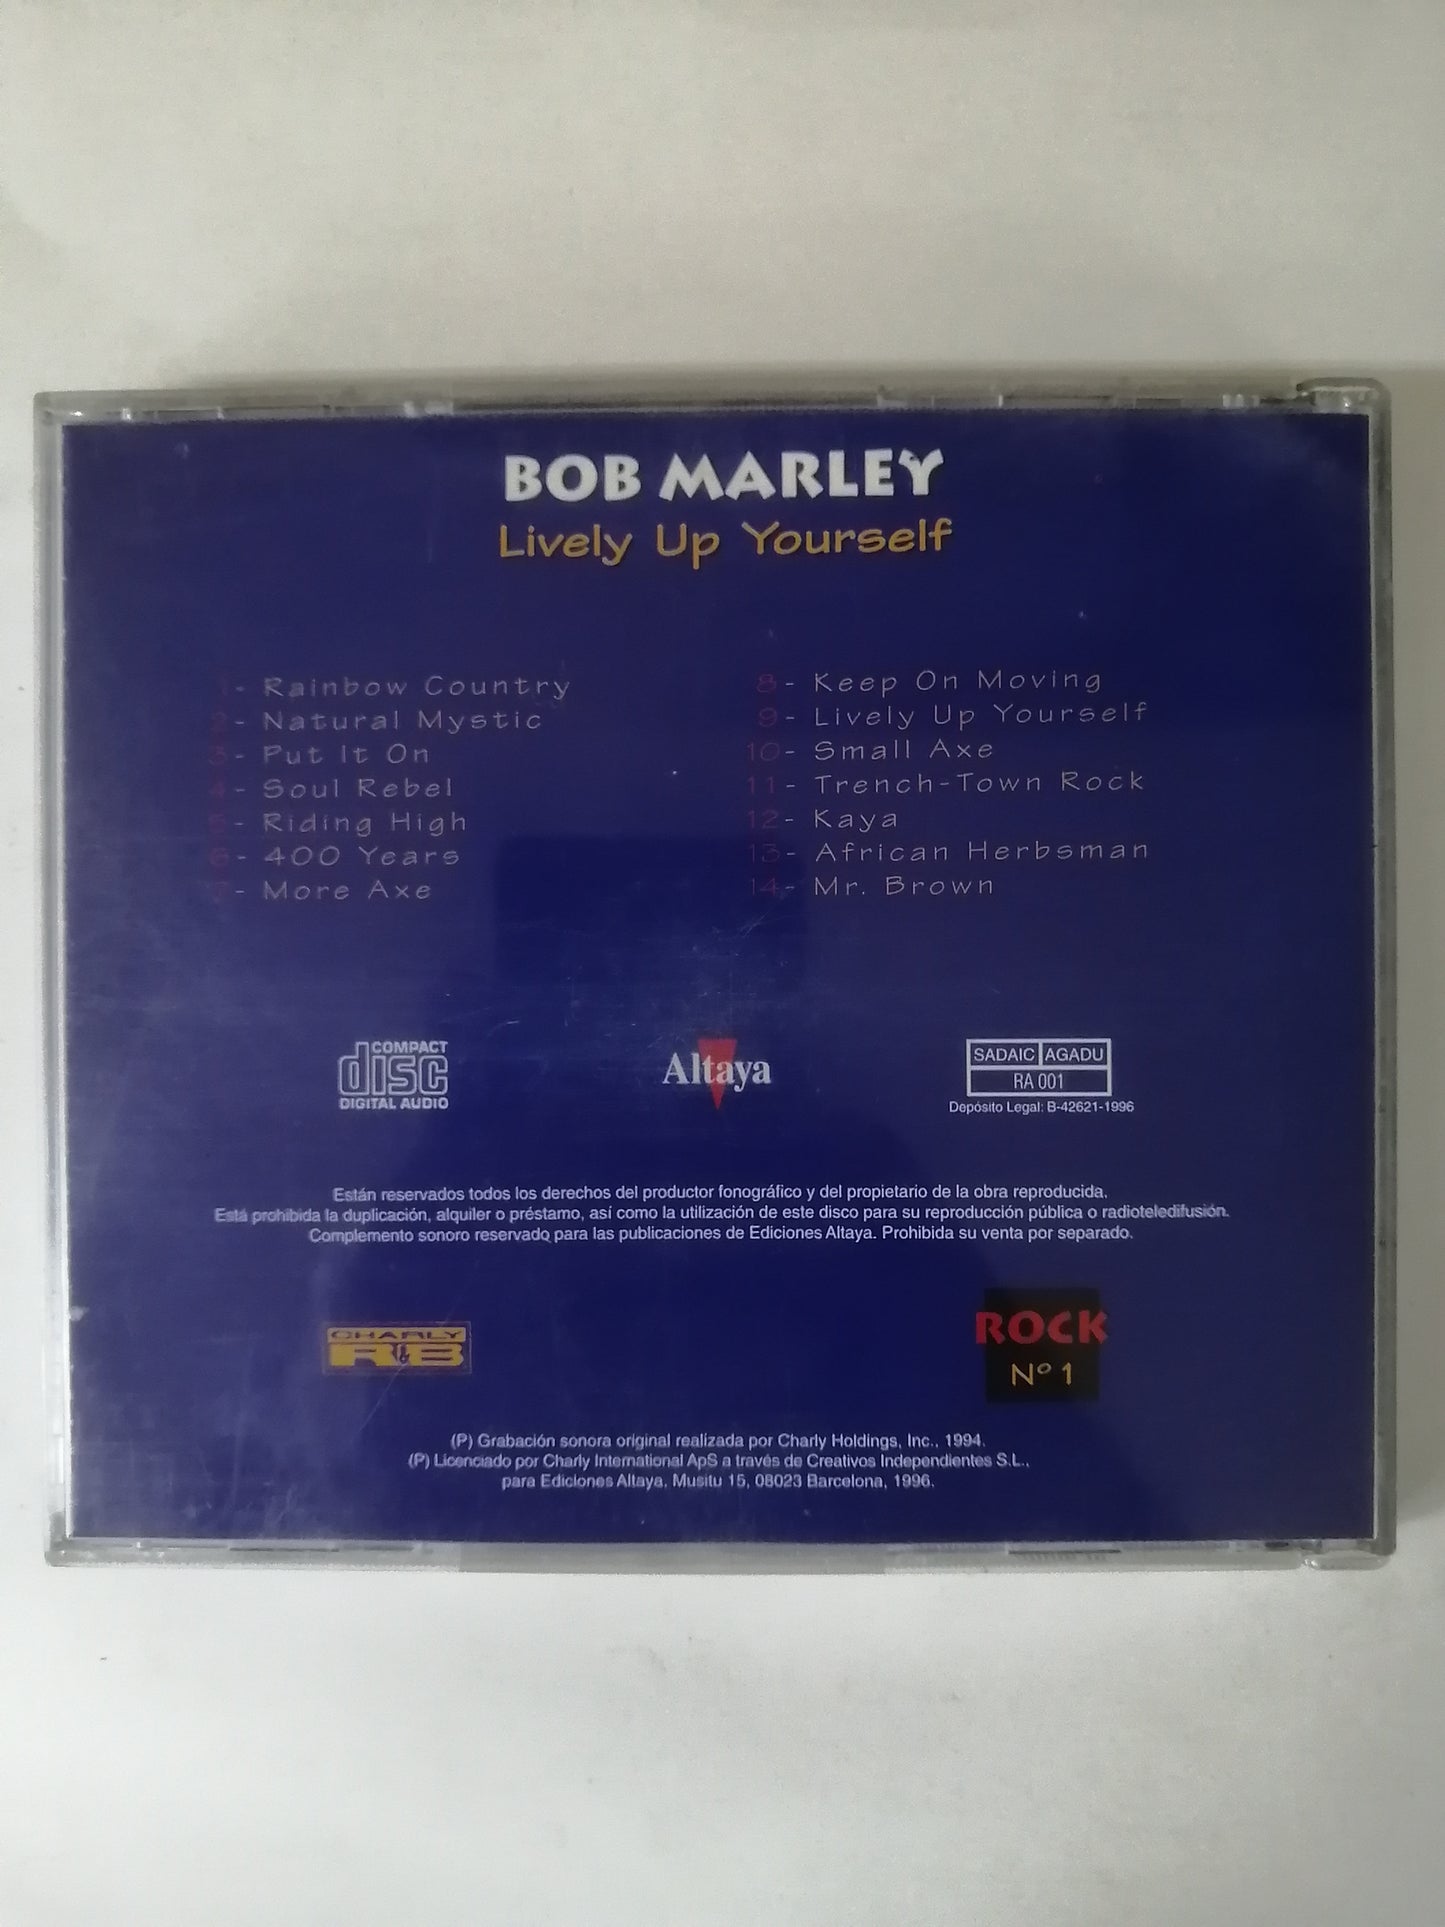 BOB MARLEY
Lively Up Yourself
1- Rainbow Country
2- Natural Mystic
3- Put It On
4- Soul Rebel
5- Riding High
6- 400 Years
7- More Axe
8- Keep On Moving
9- Lively Up Yourself
10- Small Axe
11- Trench-Town Rock
12- Kaya
13- African Herbsman
14- Mr. Brown
COMPACT
disc
DIGITAL AUDIO
Altaya
SADAIC AGADU
RA 001
Depósito Legal: B-42621-1996
Están reservados todos los derechos del productor fonográfico y del propietario de la obra reproducida.
Está prohibida la duplicación, alquiler o préstamo, así como la utilización de este disco para su reproducción pública o radioteledifusión.
Complemento sonoro reservado para las publicaciones de Ediciones Altaya. Prohibida su venta por separado.
CHARLY
R&B
ROCK
Nº 1
(P) Grabación sonora original realizada por Charly Holdings, Inc., 1994.
(P) Licenciado por Charly International ApS a través de Creativos Independientes S.L.,
para Ediciones Altaya, Musitu 15, 08023 Barcelona, 1996.